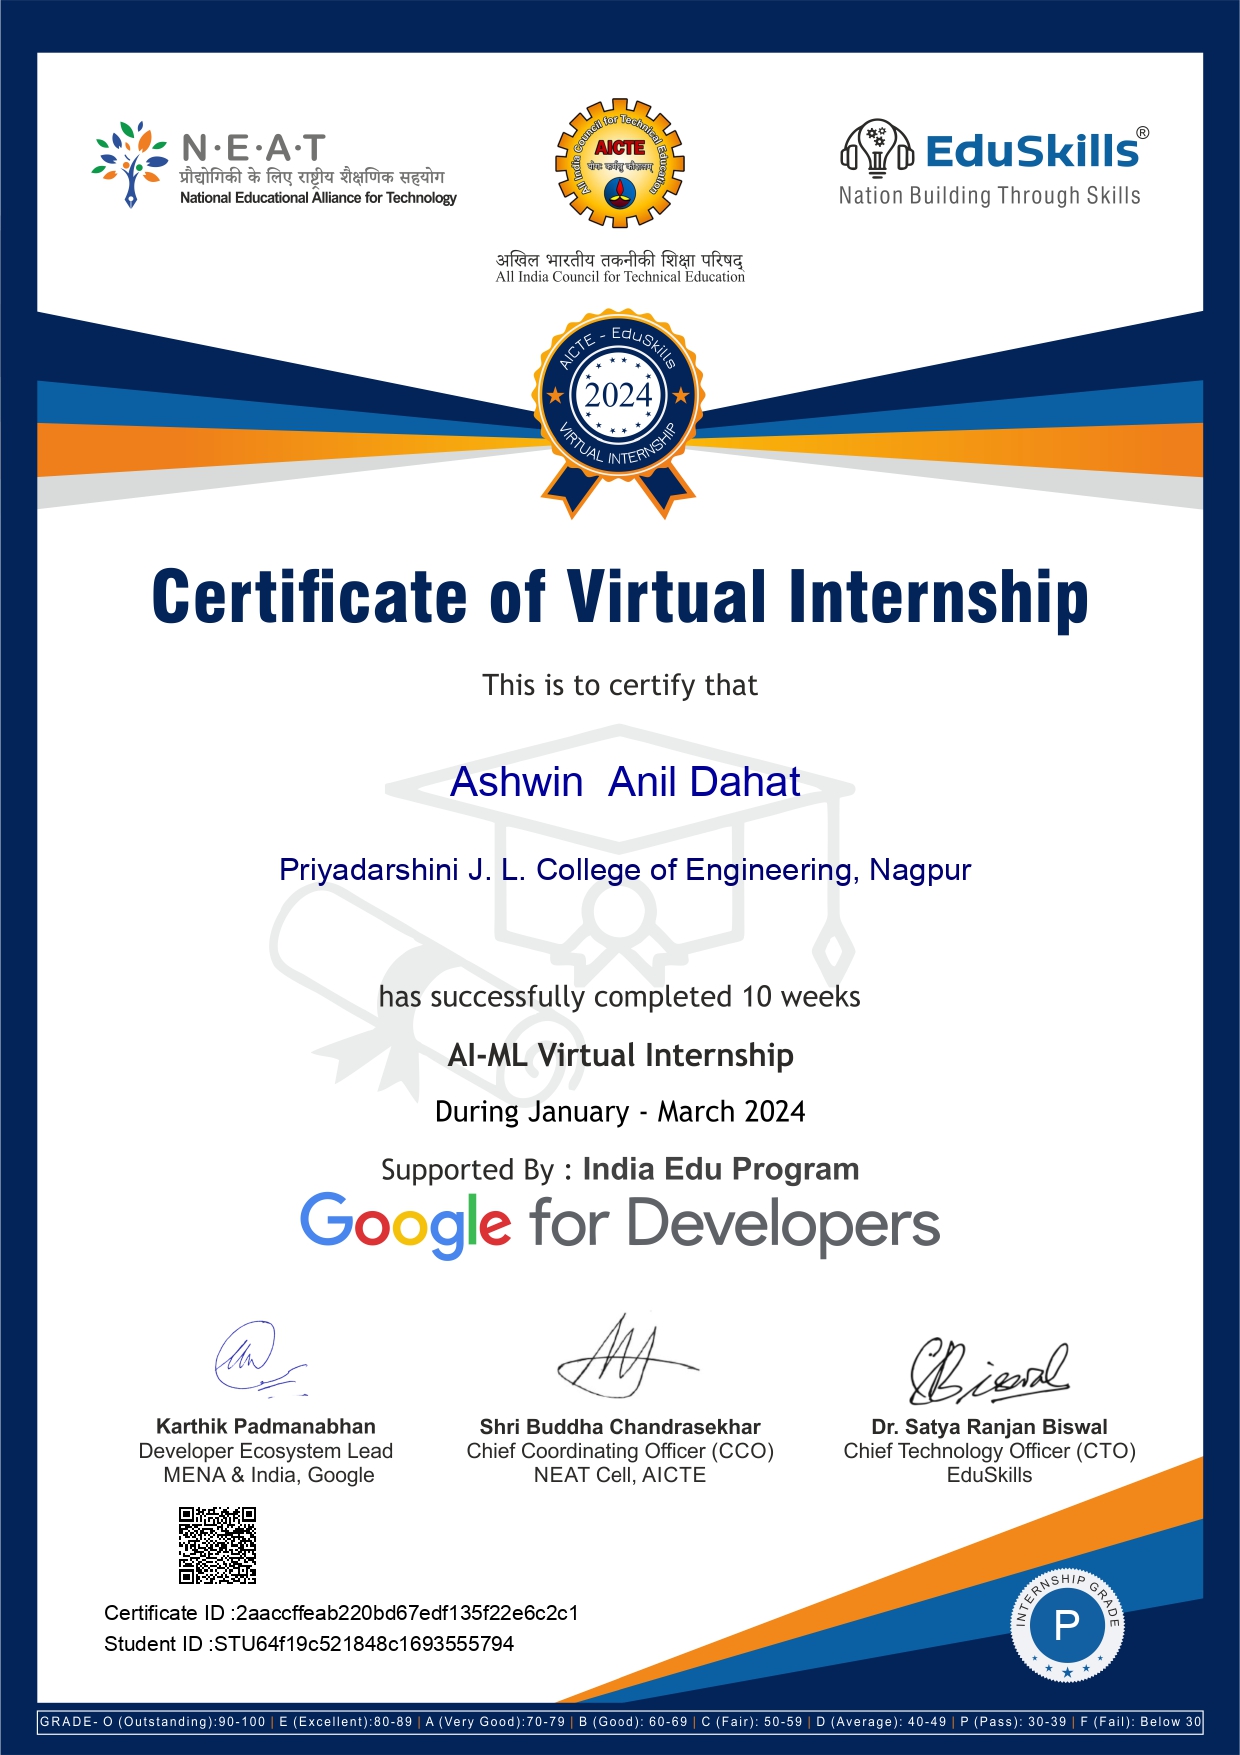 N·E·A·T
प्रौद्योगिकी के लिए राष्ट्रीय शैक्षणिक सहयोग
National Educational Alliance for Technology
All India Council for Technical Education
AICTE
योगः कर्मसु कौशलम्
अखिल भारतीय तकनीकी शिक्षा परिषद्
All India Council for Technical Education
EduSkills®
Nation Building Through Skills
AICTE - EduSkills
2024
VIRTUAL INTERNSHIP
Certificate of Virtual Internship
This is to certify that
Ashwin Anil Dahat
Priyadarshini J. L. College of Engineering, Nagpur
has successfully completed 10 weeks
AI-ML Virtual Internship
During January - March 2024
Supported By : India Edu Program
Google for Developers
Karthik Padmanabhan
Developer Ecosystem Lead
MENA & India, Google
Shri Buddha Chandrasekhar
Chief Coordinating Officer (CCO)
NEAT Cell, AICTE
Dr. Satya Ranjan Biswal
Chief Technology Officer (CTO)
EduSkills
Certificate ID :2aaccffeab220bd67edf135f22e6c2c1
Student ID :STU64f19c521848c1693555794
INTERNSHIP GRADE
P
GRADE- O (Outstanding):90-100 | E (Excellent):80-89 | A (Very Good):70-79 | B (Good): 60-69 | C (Fair): 50-59 | D (Average): 40-49 | P (Pass): 30-39 | F (Fail): Below 30